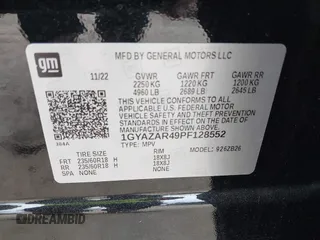 gm
MFD BY GENERAL MOTORS LLC
11/22 GVWR GAWR FRT GAWR RR
2250 KG 1220 KG 1200 KG
4960 LB 2689 LB 2645 LB
THIS VEHICLE CONFORMS TO ALL
APPLICABLE U.S. FEDERAL MOTOR VEHICLE
SAFETY, BUMPER, AND THEFT PREVENTION
STANDARDS IN EFFECT ON THE DATE OF
MANUFACTURE SHOWN ABOVE.
1GYAZAR49PF128552
TYPE: MPV
TIRE SIZE RIM MODEL:
FRT 235/60R18 H 18X8J
RR 235/60R18 H 18X8J
SPA NONE NONE
DREAMBID